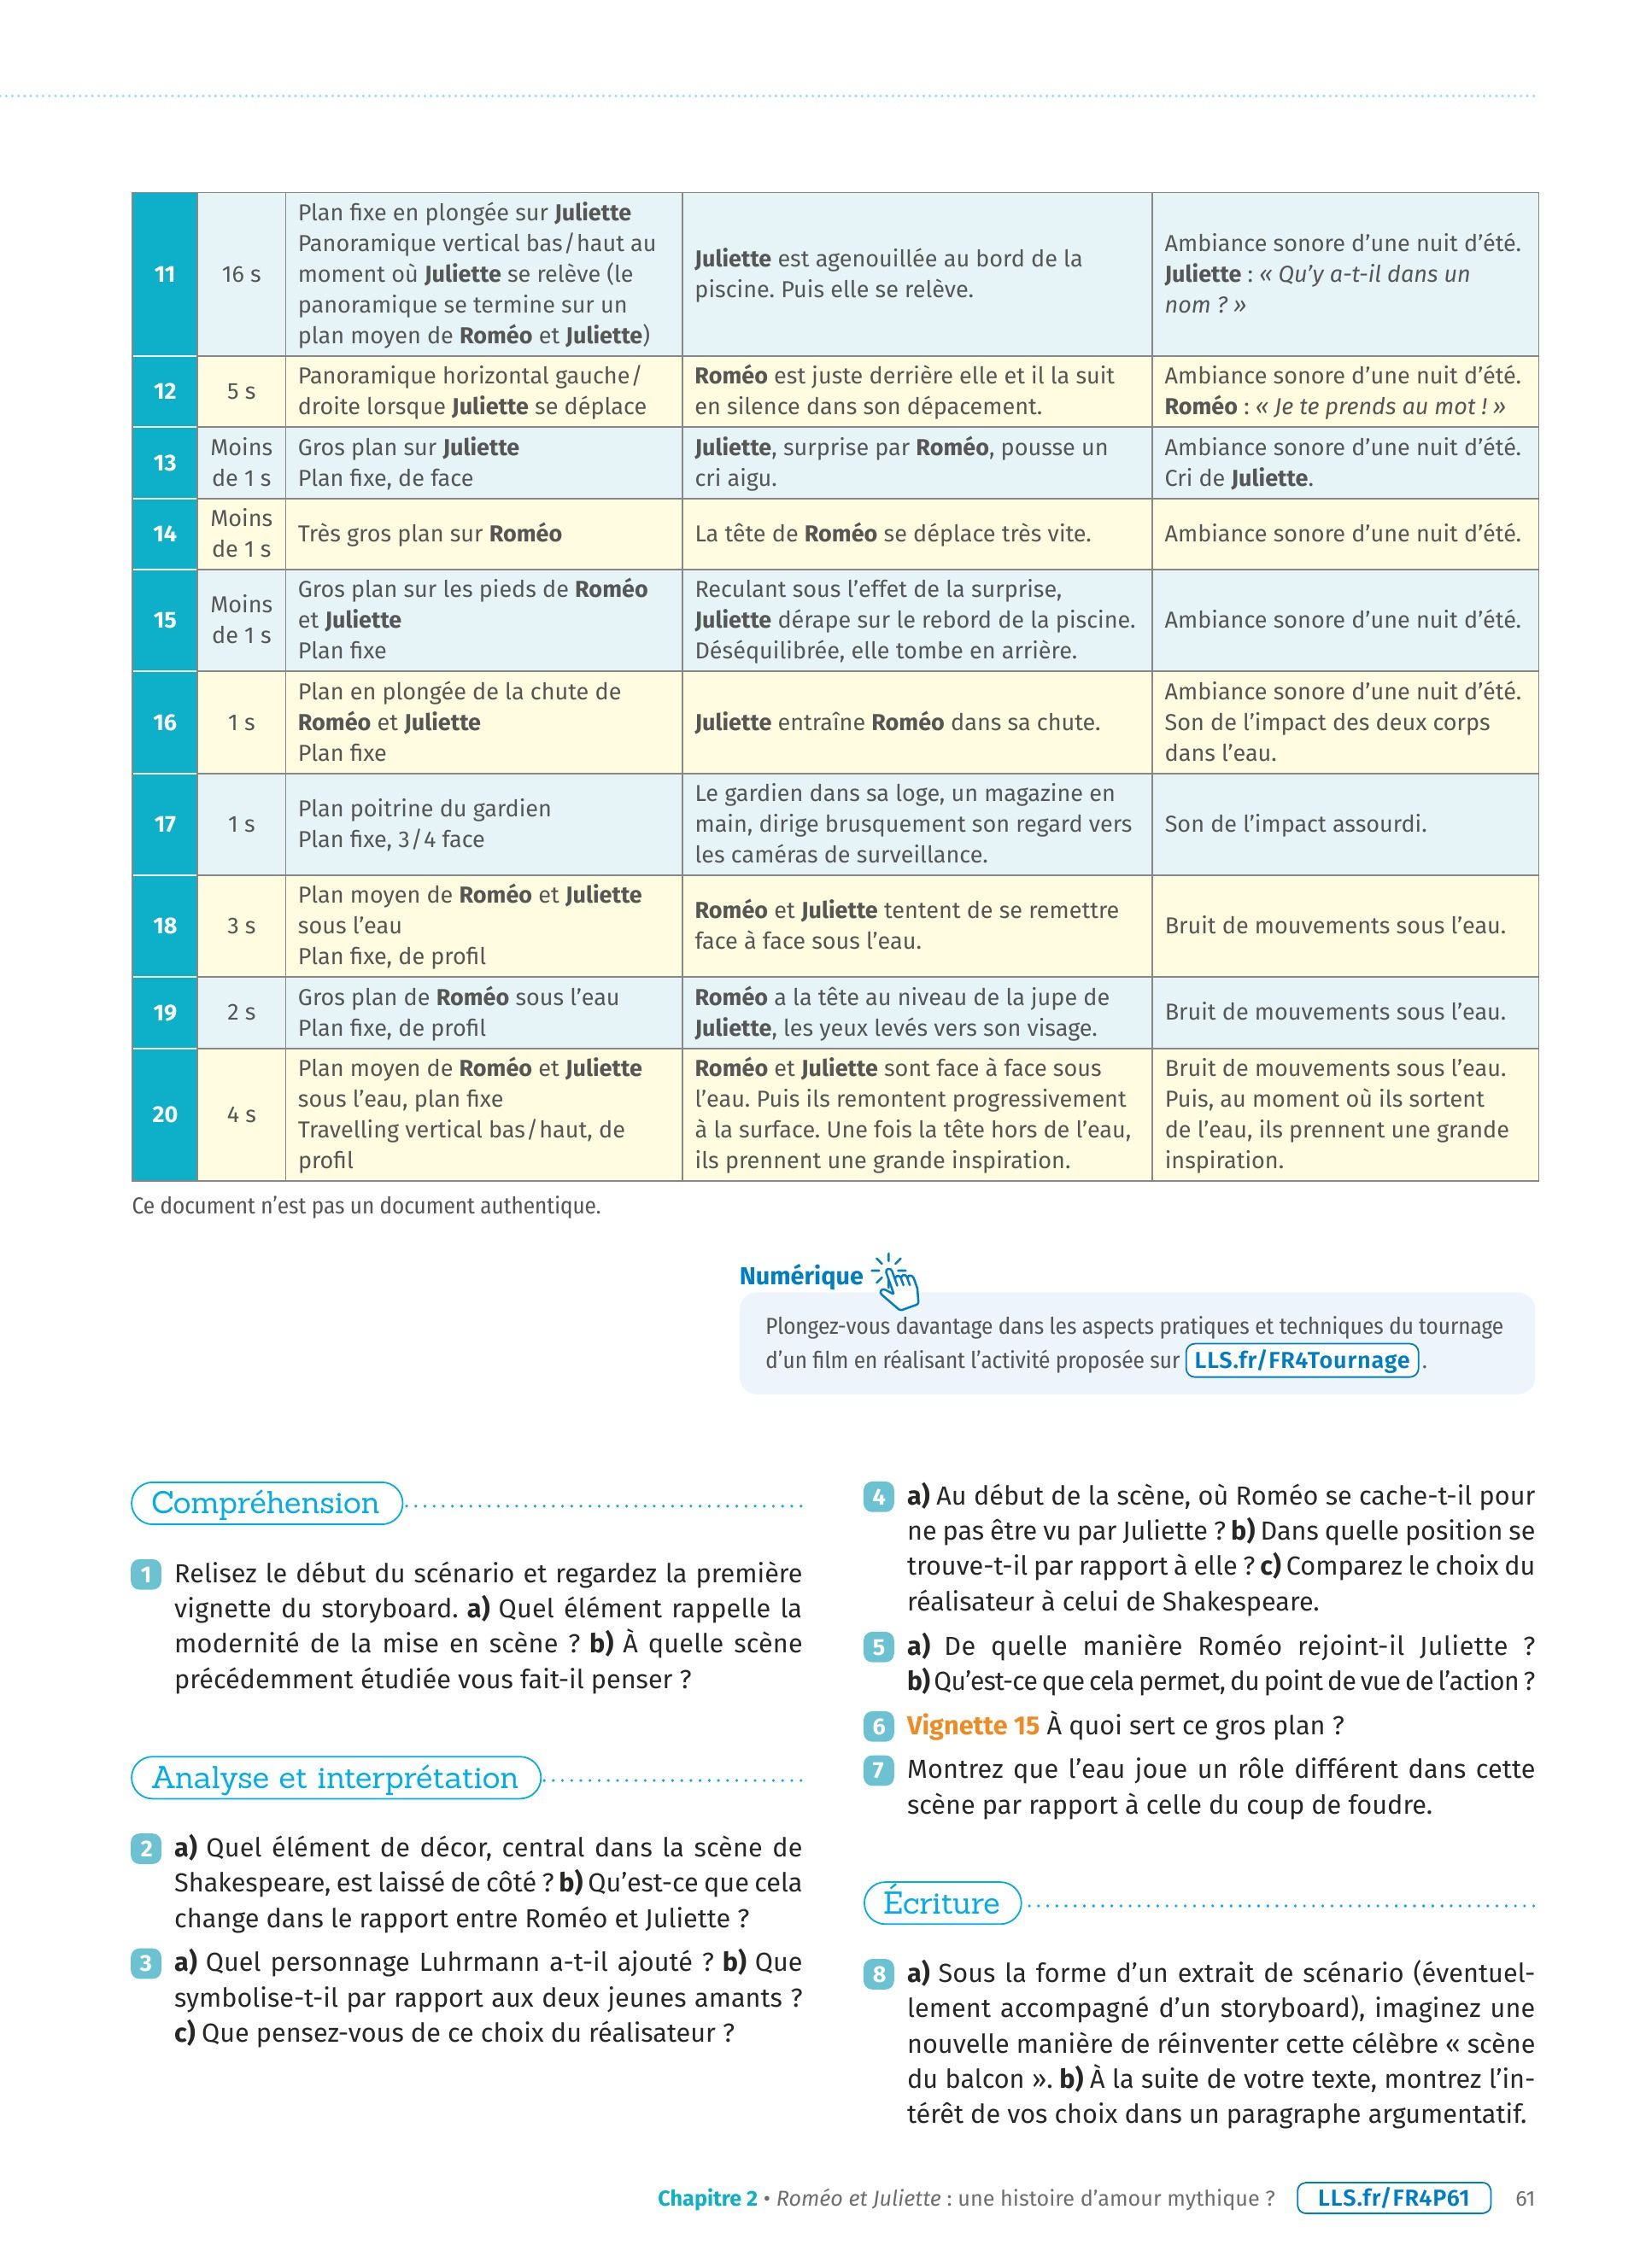 11
16 s
Plan fixe en plongée sur Juliette
Panoramique vertical bas/haut au
moment où Juliette se relève (le
panoramique se termine sur un
plan moyen de Roméo et Juliette)
Juliette est agenouillée au bord de la
piscine. Puis elle se relève.
Ambiance sonore d’une nuit d’été.
Juliette : « Qu’y a-t-il dans un
nom ? »
12
5 s
Panoramique horizontal gauche/
droite lorsque Juliette se déplace
Roméo est juste derrière elle et il la suit
en silence dans son dépacement.
Ambiance sonore d’une nuit d’été.
Roméo : « Je te prends au mot ! »
13
Moins
de 1 s
Gros plan sur Juliette
Plan fixe, de face
Juliette, surprise par Roméo, pousse un
cri aigu.
Ambiance sonore d’une nuit d’été.
Cri de Juliette.
14
Moins
de 1 s
Très gros plan sur Roméo
La tête de Roméo se déplace très vite.
Ambiance sonore d’une nuit d’été.
15
Moins
de 1 s
Gros plan sur les pieds de Roméo
et Juliette
Plan fixe
Reculant sous l’effet de la surprise,
Juliette dérape sur le rebord de la piscine.
Déséquilibrée, elle tombe en arrière.
Ambiance sonore d’une nuit d’été.
16
1 s
Plan en plongée de la chute de
Roméo et Juliette
Plan fixe
Juliette entraîne Roméo dans sa chute.
Ambiance sonore d’une nuit d’été.
Son de l’impact des deux corps
dans l’eau.
17
1 s
Plan poitrine du gardien
Plan fixe, 3/4 face
Le gardien dans sa loge, un magazine en
main, dirige brusquement son regard vers
les caméras de surveillance.
Son de l’impact assourdi.
18
3 s
Plan moyen de Roméo et Juliette
sous l’eau
Plan fixe, de profil
Roméo et Juliette tentent de se remettre
face à face sous l’eau.
Bruit de mouvements sous l’eau.
19
2 s
Gros plan de Roméo sous l’eau
Plan fixe, de profil
Roméo a la tête au niveau de la jupe de
Juliette, les yeux levés vers son visage.
Bruit de mouvements sous l’eau.
20
4 s
Plan moyen de Roméo et Juliette
sous l’eau, plan fixe
Travelling vertical bas/haut, de
profil
Roméo et Juliette sont face à face sous
l’eau. Puis ils remontent progressivement
à la surface. Une fois la tête hors de l’eau,
ils prennent une grande inspiration.
Bruit de mouvements sous l’eau.
Puis, au moment où ils sortent
de l’eau, ils prennent une grande
inspiration.
Ce document n’est pas un document authentique.
Numérique
Plongez-vous davantage dans les aspects pratiques et techniques du tournage
d’un film en réalisant l’activité proposée sur LLS.fr/FR4Tournage .
Compréhension
1 Relisez le début du scénario et regardez la première
vignette du storyboard. a) Quel élément rappelle la
modernité de la mise en scène ? b) À quelle scène
précédemment étudiée vous fait-il penser ?
Analyse et interprétation
2 a) Quel élément de décor, central dans la scène de
Shakespeare, est laissé de côté ? b) Qu’est-ce que cela
change dans le rapport entre Roméo et Juliette ?
3 a) Quel personnage Luhrmann a-t-il ajouté ? b) Que
symbolise-t-il par rapport aux deux jeunes amants ?
c) Que pensez-vous de ce choix du réalisateur ?
4 a) Au début de la scène, où Roméo se cache-t-il pour
ne pas être vu par Juliette ? b) Dans quelle position se
trouve-t-il par rapport à elle ? c) Comparez le choix du
réalisateur à celui de Shakespeare.
5 a) De quelle manière Roméo rejoint-il Juliette ?
b) Qu’est-ce que cela permet, du point de vue de l’action ?
6 Vignette 15 À quoi sert ce gros plan ?
7 Montrez que l’eau joue un rôle différent dans cette
scène par rapport à celle du coup de foudre.
Écriture
8 a) Sous la forme d’un extrait de scénario (éventuel-
lement accompagné d’un storyboard), imaginez une
nouvelle manière de réinventer cette célèbre « scène
du balcon ». b) À la suite de votre texte, montrez l’in-
térêt de vos choix dans un paragraphe argumentatif.
Chapitre 2 • Roméo et Juliette : une histoire d’amour mythique ? LLS.fr/FR4P61 61